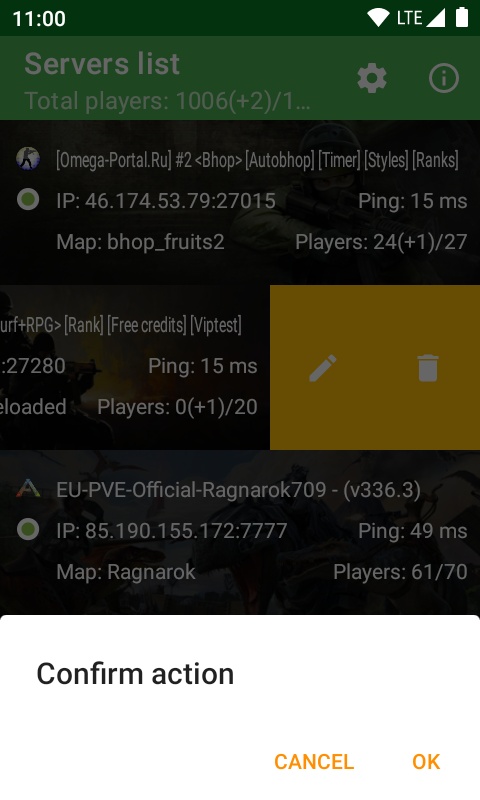 11:00 LTE
Servers list
Total players: 1006(+2)/1…
[Omega-Portal.Ru] #2 <Bhop> [Autobhop] [Timer] [Styles] [Ranks]
IP: 46.174.53.79:27015 Ping: 15 ms
Map: bhop_fruits2 Players: 24(+1)/27
urf+RPG> [Rank] [Free credits] [Viptest]
:27280 Ping: 15 ms
eloaded Players: 0(+1)/20
EU-PVE-Official-Ragnarok709 - (v336.3)
IP: 85.190.155.172:7777 Ping: 49 ms
Map: Ragnarok Players: 61/70
Confirm action
CANCEL OK